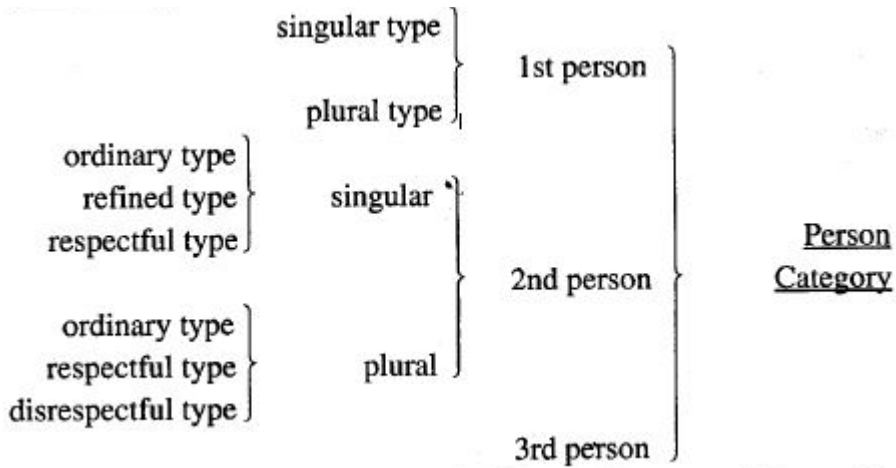 singular type
1st person
plural type
ordinary type
refined type
singular
respectful type
Person
2nd person
Category
ordinary type
respectful type
plural
disrespectful type
3rd person